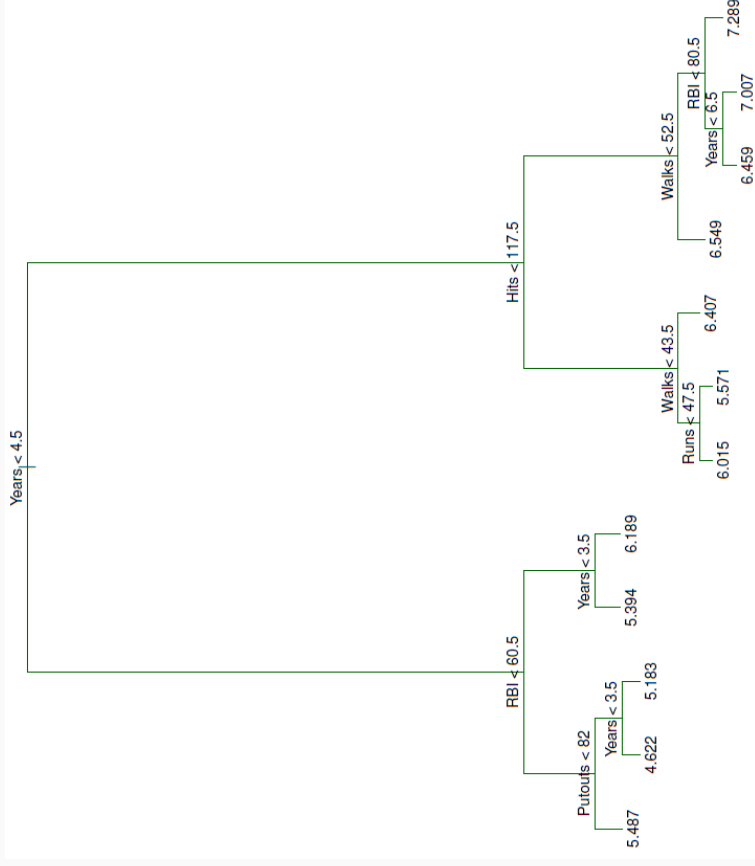 Years < 4.5
RBI < 60.5
Hits < 117.5
Putouts < 82
Years < 3.5
Years < 3.5
5.487
5.394
6.189
4.622
5.183
Walks < 43.5
Walks < 52.5
Runs < 47.5
RBI < 80.5
Years < 6.5
6.407
6.549
6.015
5.571
7.289
6.459
7.007